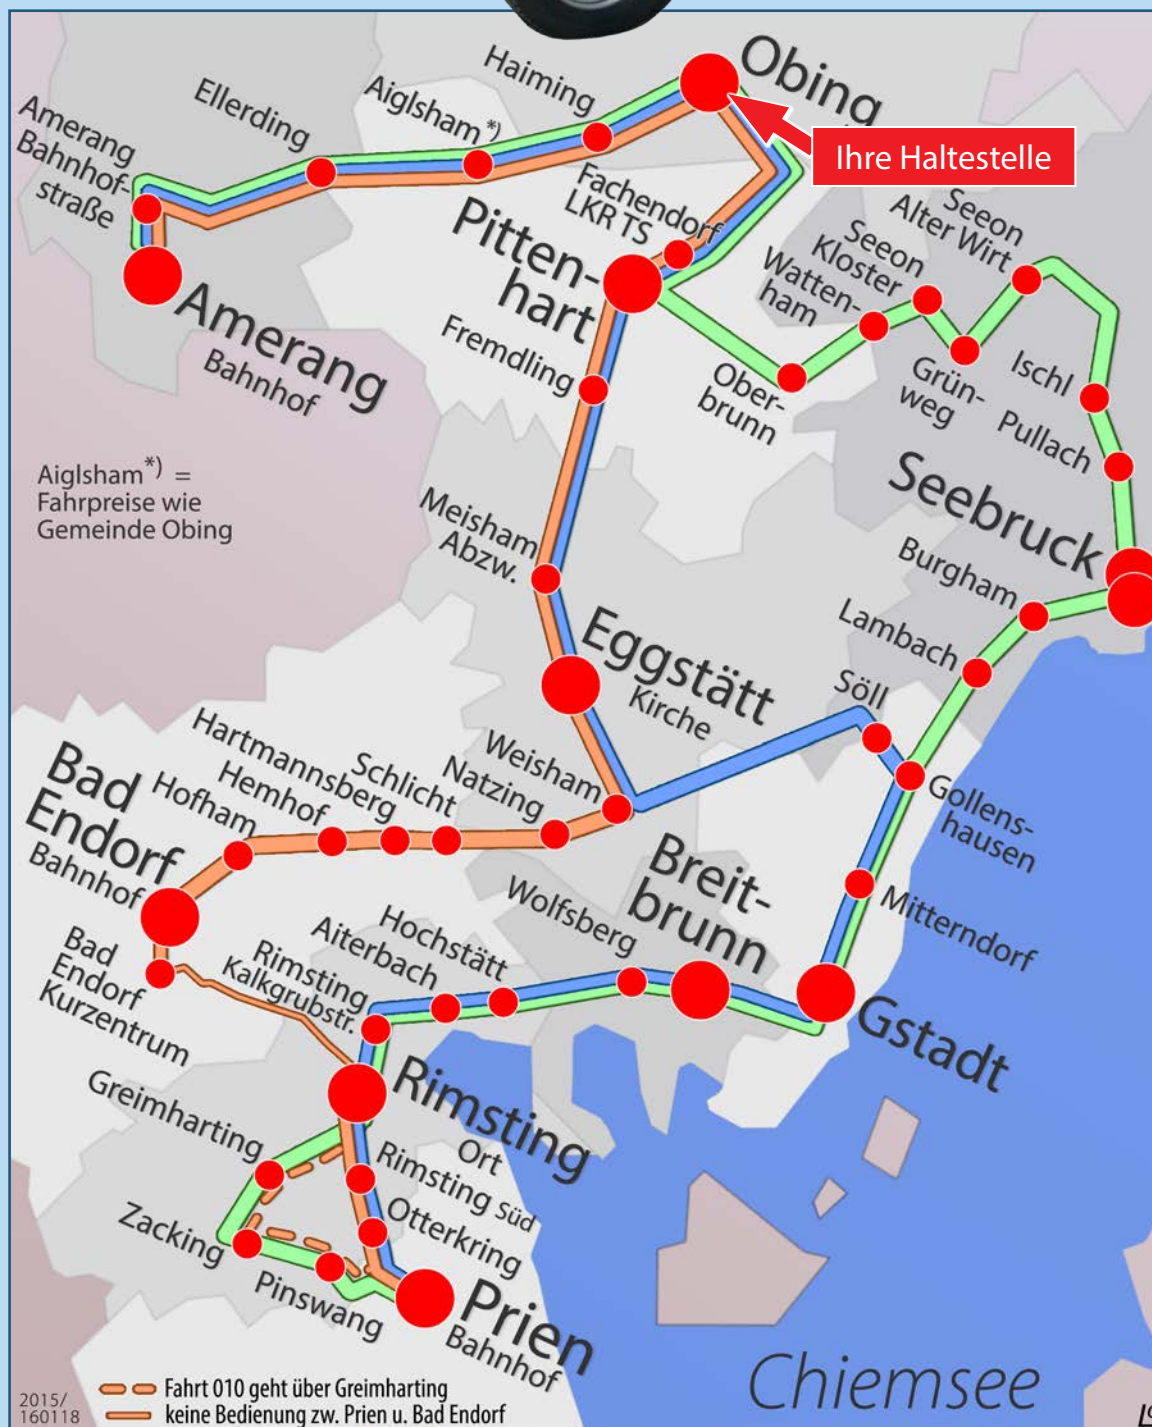 Obing
Ihre Haltestelle
Haiming
Aiglsham*)
Ellerding
Amerang
Bahnhof-
straße
Fachendorf
LKR TS
Pitten-
hart
Amerang
Bahnhof
Seeon
Alter Wirt
Seeon
Kloster
Watten-
ham
Fremdling
Ober-
brunn
Grün-
weg
Ischl
Pullach
Seebruck
Aiglsham*) =
Fahrpreise wie
Gemeinde Obing
Meisham
Abzw.
Burgham
Lambach
Eggstätt
Kirche
Söll
Weisham
Natzing
Schlicht
Hartmannsberg
Hemhof
Hofham
Bad
Endorf
Bahnhof
Gollens-
hausen
Breit-
brunn
Wolfsberg
Mitterndorf
Hochstätt
Aiterbach
Rimsting
Kalkgrubstr.
Bad
Endorf
Kurzentrum
Gstadt
Rimsting
Ort
Greimharting
Rimsting Süd
Otterkring
Zacking
Pinswang
Prien
Bahnhof
Chiemsee
Fahrt 010 geht über Greimharting
keine Bedienung zw. Prien u. Bad Endorf
2015/
160118